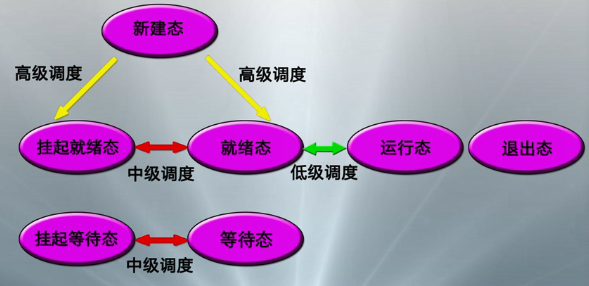 新建态
高级调度
高级调度
挂起就绪态
就绪态
运行态
退出态
中级调度
低级调度
挂起等待态
等待态
中级调度